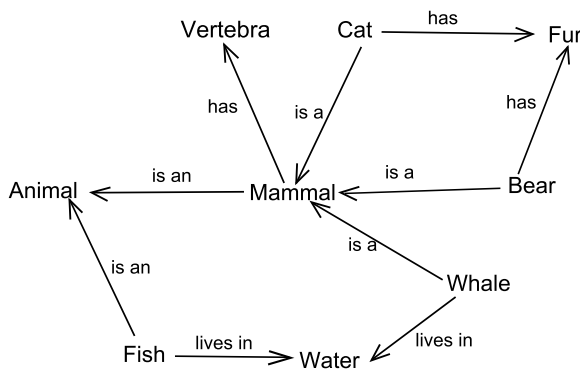 Vertebra
Cat
has
Fur
has
is a
has
is an
is a
Animal
Mammal
Bear
is a
is an
Whale
lives in
lives in
Fish
Water